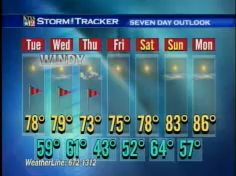 STORM TRACKER SEVEN DAY OUTLOOK
Tue Wed Thu Fri Sat Sun Mon
WINDY
78° 79° 73° 75° 78° 83° 86°
59° 61° 43° 52° 64° 57°
WeatherLine: 672-1312